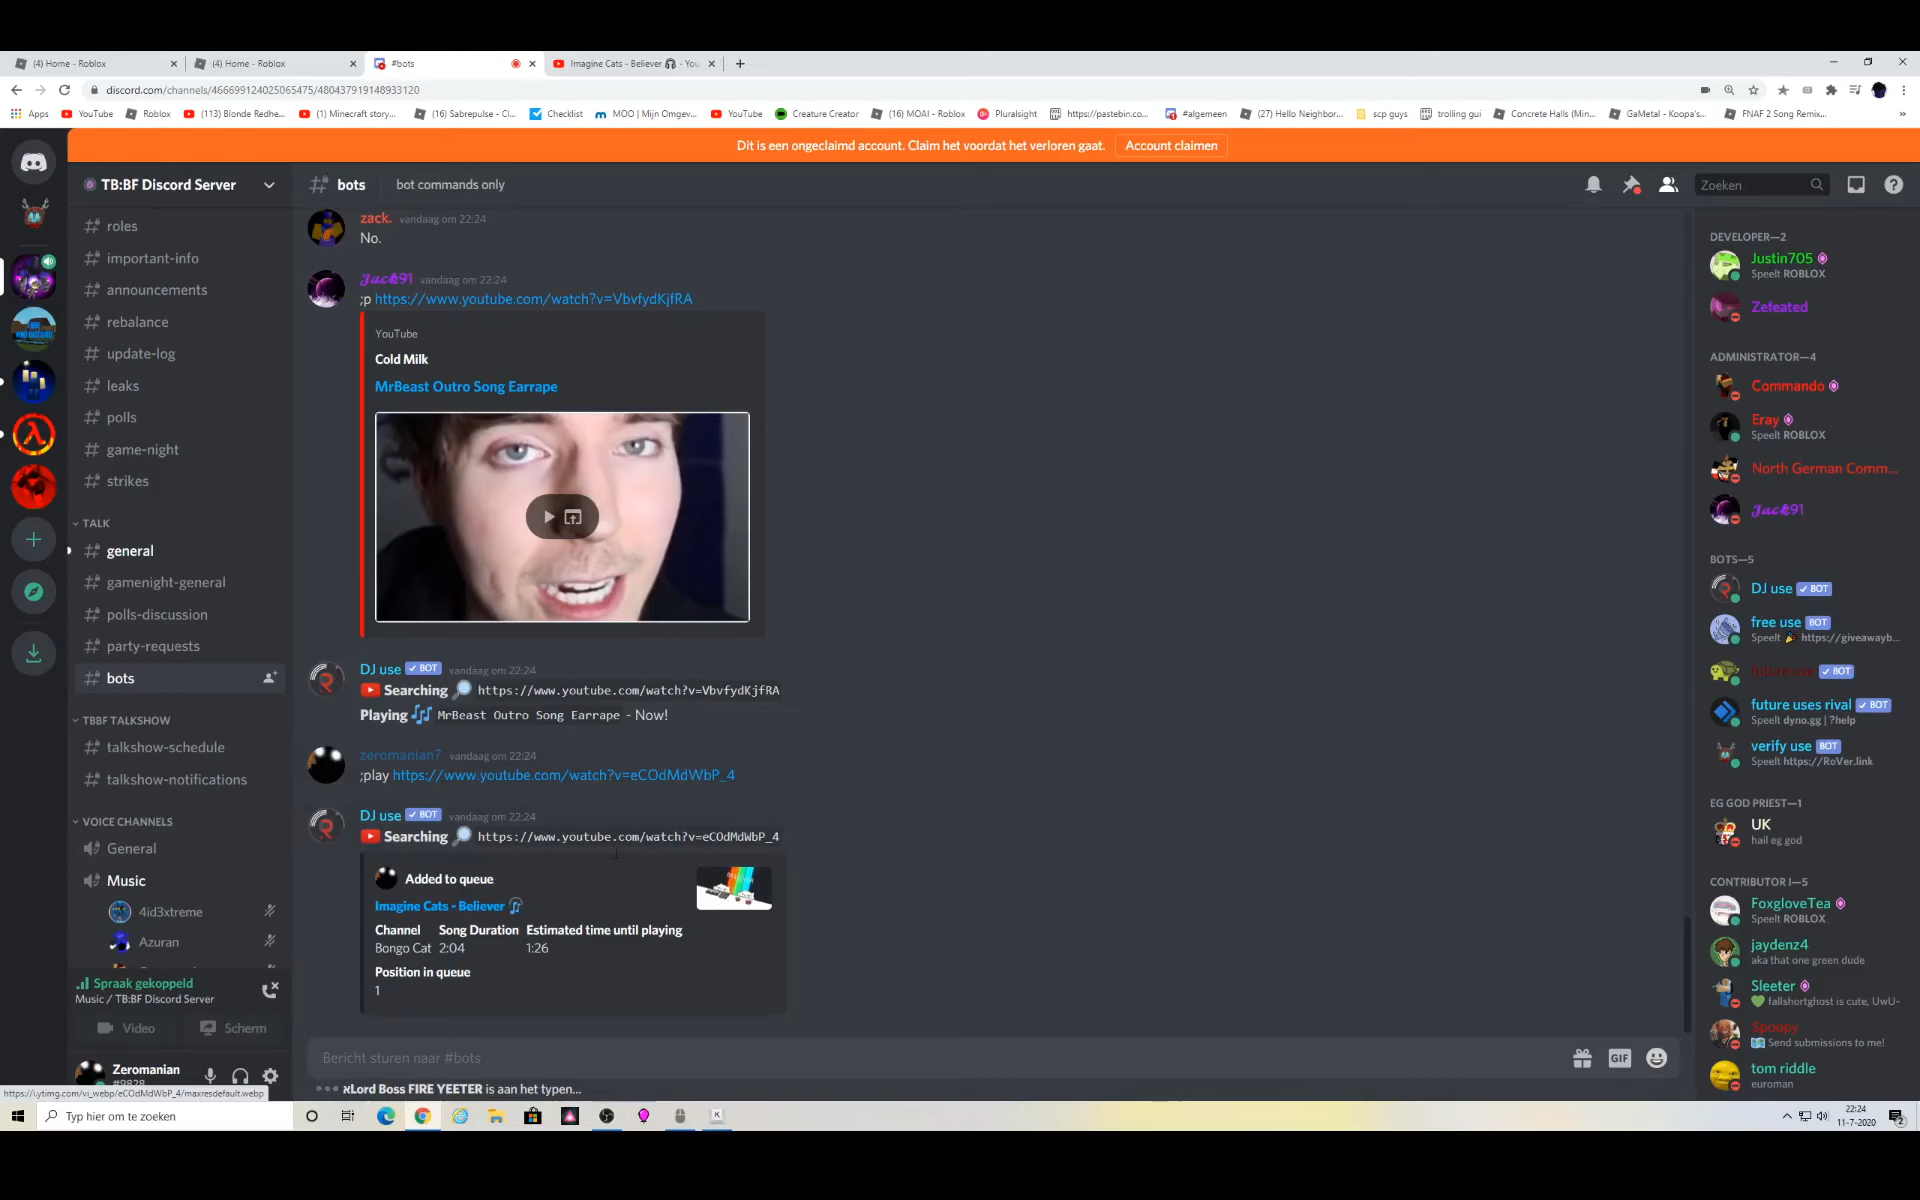 (4) Home - Roblox
(4) Home - Roblox
#bots
Imagine Cats - Believer 🎧 - You
discord.com/channels/466699124025065475/480437919148933120
Apps
YouTube
Roblox
(113) Blonde Redhe...
(1) Minecraft story...
(16) Sabrepulse - Cl...
Checklist
MOO | Mijn Omgev...
YouTube
Creature Creator
(16) MOAI - Roblox
Pluralsight
https://pastebin.co...
#algemeen
(27) Hello Neighbor...
scp guys
trolling gui
Concrete Halls (Min...
GaMetal - Koopa's...
FNAF 2 Song Remix...
»
Dit is een ongeclaimd account. Claim het voordat het verloren gaat.
Account claimen
TB:BF Discord Server
roles
important-info
announcements
rebalance
update-log
leaks
polls
game-night
strikes
TALK
general
gamenight-general
polls-discussion
party-requests
bots
TBBF TALKSHOW
talkshow-schedule
talkshow-notifications
VOICE CHANNELS
General
Music
4id3xtreme
Azuran
Spraak gekoppeld
Music / TB:BF Discord Server
Video
Scherm
Zeromanian
#9828
https://i.ytimg.com/vi_webp/eCOdMdWbP_4/maxresdefault.webp
bots
bot commands only
Zoeken
zack. vandaag om 22:24
No.
Jack91 vandaag om 22:24
;p https://www.youtube.com/watch?v=VbvfydKjfRA
YouTube
Cold Milk
MrBeast Outro Song Earrape
DJ use ✓ BOT vandaag om 22:24
Searching 🔎 https://www.youtube.com/watch?v=VbvfydKjfRA
Playing 🎶 MrBeast Outro Song Earrape - Now!
zeromanian? vandaag om 22:24
;play https://www.youtube.com/watch?v=eCOdMdWbP_4
DJ use ✓ BOT vandaag om 22:24
Searching 🔎 https://www.youtube.com/watch?v=eCOdMdWbP_4
Added to queue
Imagine Cats - Believer 🎧
Channel Song Duration Estimated time until playing
Bongo Cat 2:04 1:26
Position in queue
1
Bericht sturen naar #bots
GIF
אLord Boss FIRE YEETER is aan het typen...
DEVELOPER—2
Justin705
Speelt ROBLOX
Zefeated
ADMINISTRATOR—4
Commando
Eray
Speelt ROBLOX
North German Comm...
Jack91
BOTS—5
DJ use ✓ BOT
free use BOT
Speelt 🎉 https://giveawayb...
future use ✓ BOT
future uses rival ✓ BOT
Speelt dyno.gg | ?help
verify use BOT
Speelt https://RoVer.link
EG GOD PRIEST—1
UK
hail eg god
CONTRIBUTOR I—5
FoxgloveTea
Speelt ROBLOX
jaydenz4
aka that one green dude
Sleeter
💚 fallshortghost is cute, UwU~
Spoopy
Send submissions to me!
tom riddle
euroman
Typ hier om te zoeken
K
22:24
11-7-2020
2